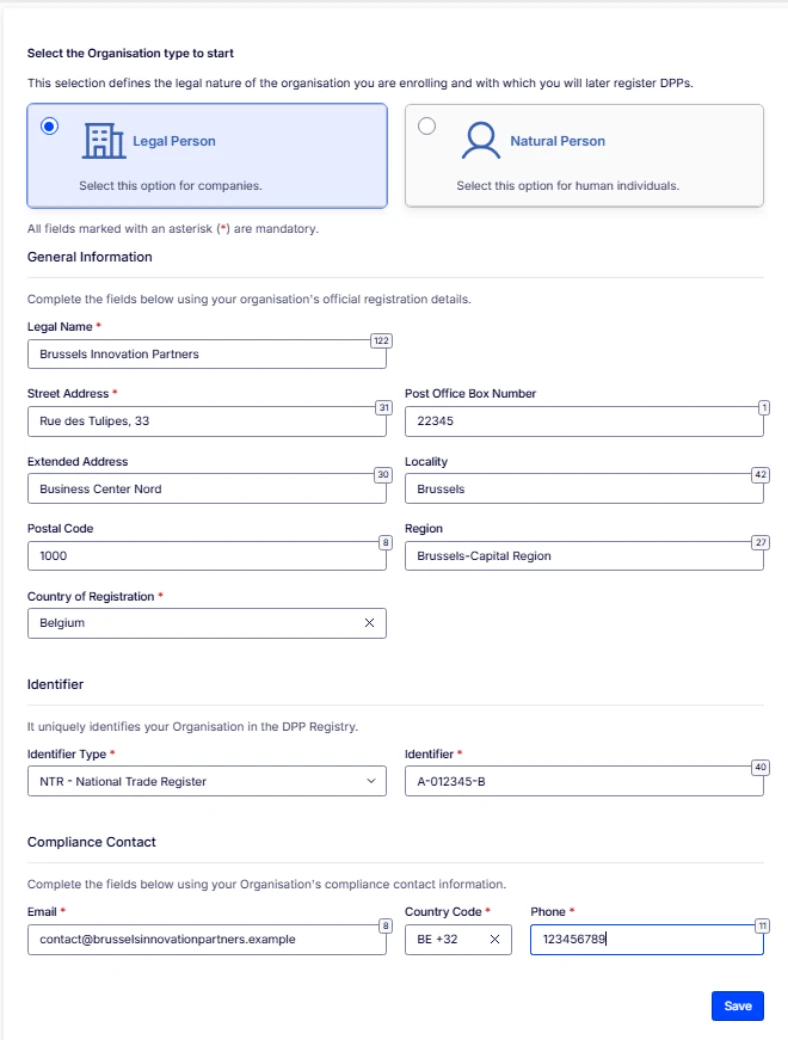 Select the Organisation type to start
This selection defines the legal nature of the organisation you are enrolling and with which you will later register DPPs.
Legal Person
Select this option for companies.
Natural Person
Select this option for human individuals.
All fields marked with an asterisk (*) are mandatory.
General Information
Complete the fields below using your organisation's official registration details.
Legal Name *
122
Brussels Innovation Partners
Street Address *
31
Rue des Tulipes, 33
Post Office Box Number
1
22345
Extended Address
30
Business Center Nord
Locality
42
Brussels
Postal Code
8
1000
Region
27
Brussels-Capital Region
Country of Registration *
Belgium
Identifier
It uniquely identifies your Organisation in the DPP Registry.
Identifier Type *
NTR - National Trade Register
Identifier *
40
A-012345-B
Compliance Contact
Complete the fields below using your Organisation's compliance contact information.
Email *
8
contact@brusselsinnovationpartners.example
Country Code *
BE +32
Phone *
11
123456789
Save